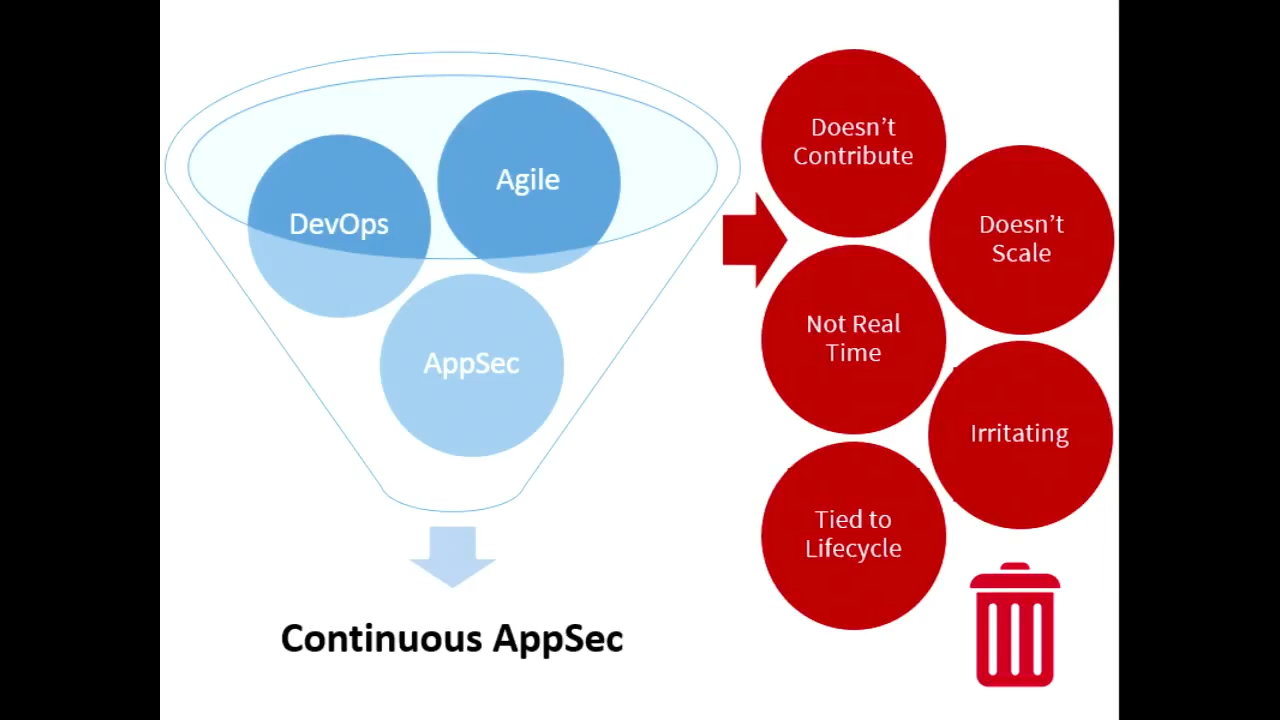 DevOps
Agile
AppSec
Continuous AppSec
Doesn’t
Contribute
Doesn’t
Scale
Not Real
Time
Irritating
Tied to
Lifecycle